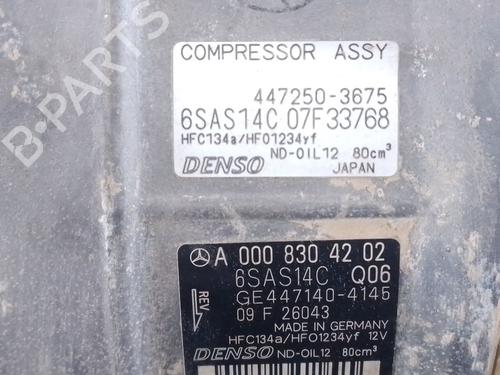 COMPRESSOR ASSY
447250-3675
6SAS14C 07F33768
HFC134a/HFO1234yf
ND-OIL12 80cm³
DENSO JAPAN
A 000 830 42 02
6SAS14C Q06
GE447140-4145
REV
09 F 26043
MADE IN GERMANY
HFC134a/HFO1234yf 12V
DENSO ND-OIL12 80cm³
B-PARTS